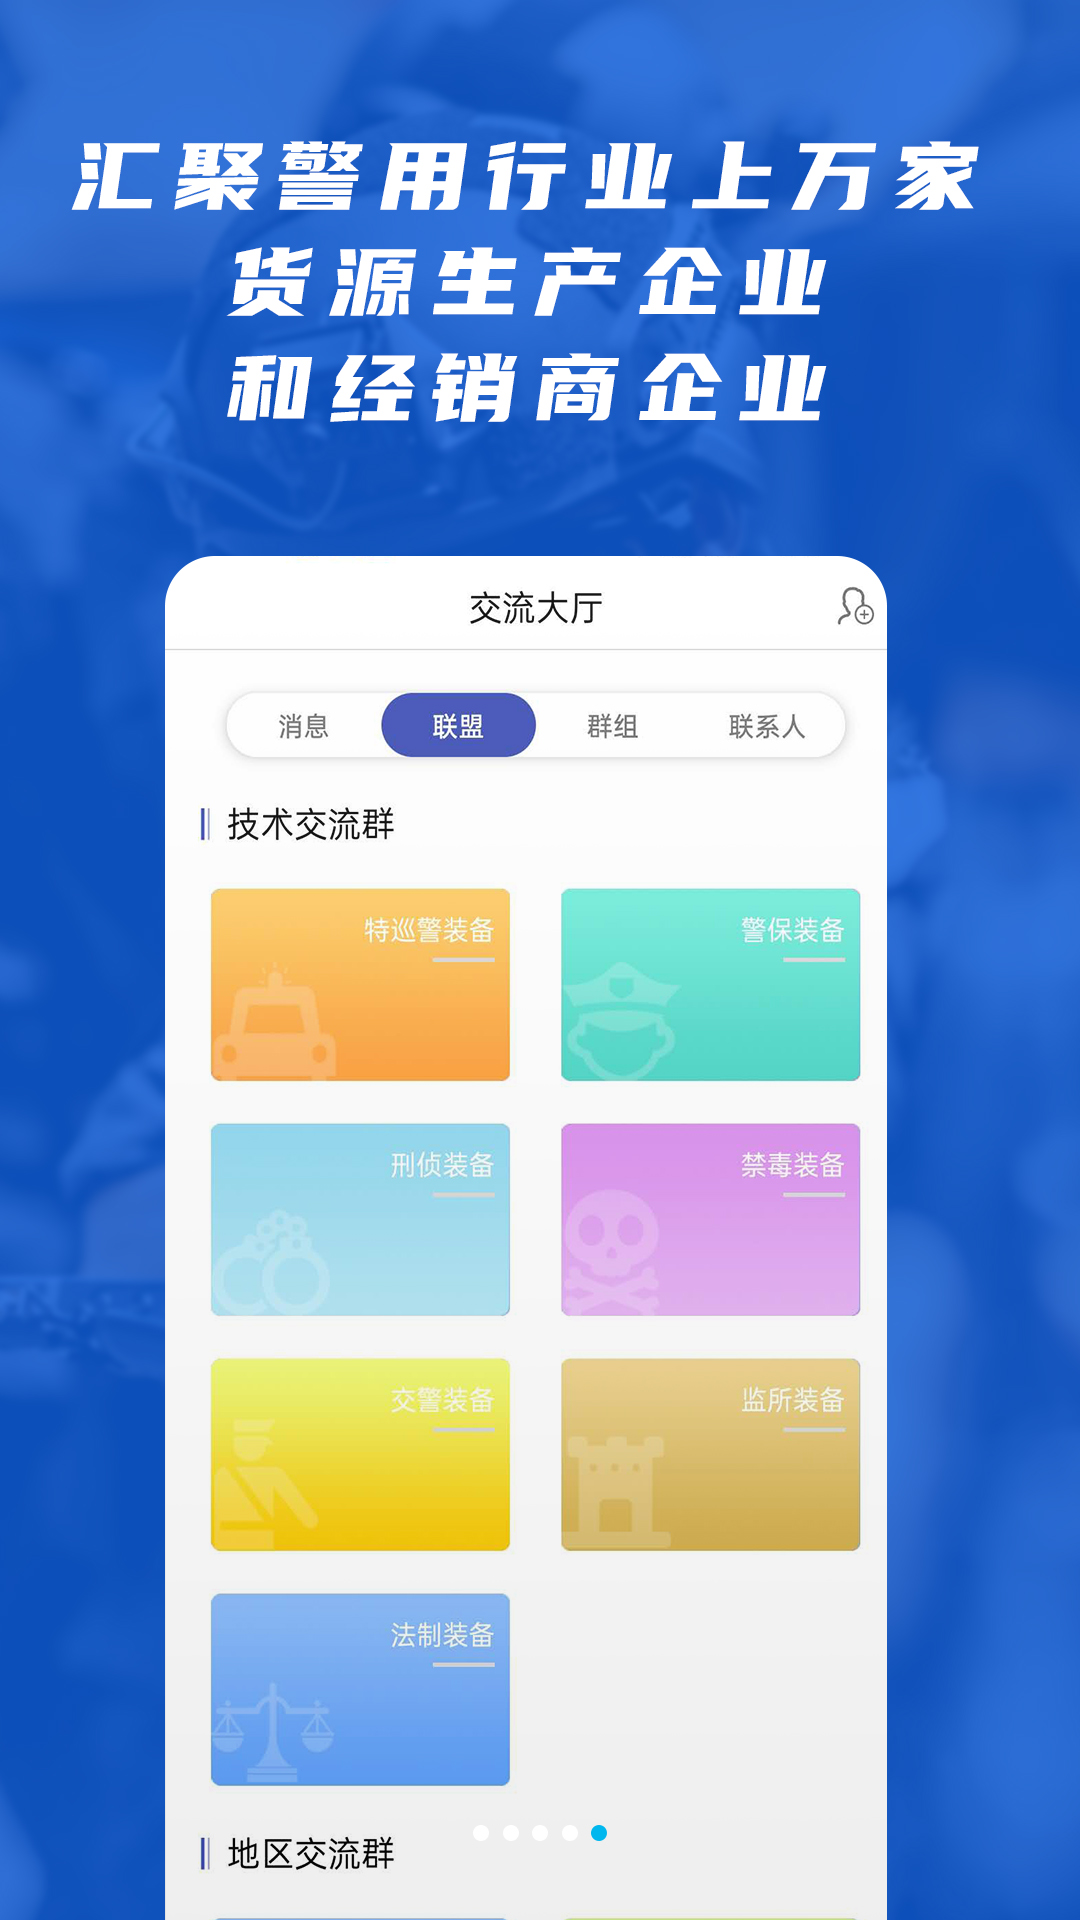 汇聚警用行业上万家
货源生产企业
和经销商企业
交流大厅
消息 联盟 群组 联系人
技术交流群
特巡警装备 警保装备
刑侦装备 禁毒装备
交警装备 监所装备
法制装备
地区交流群